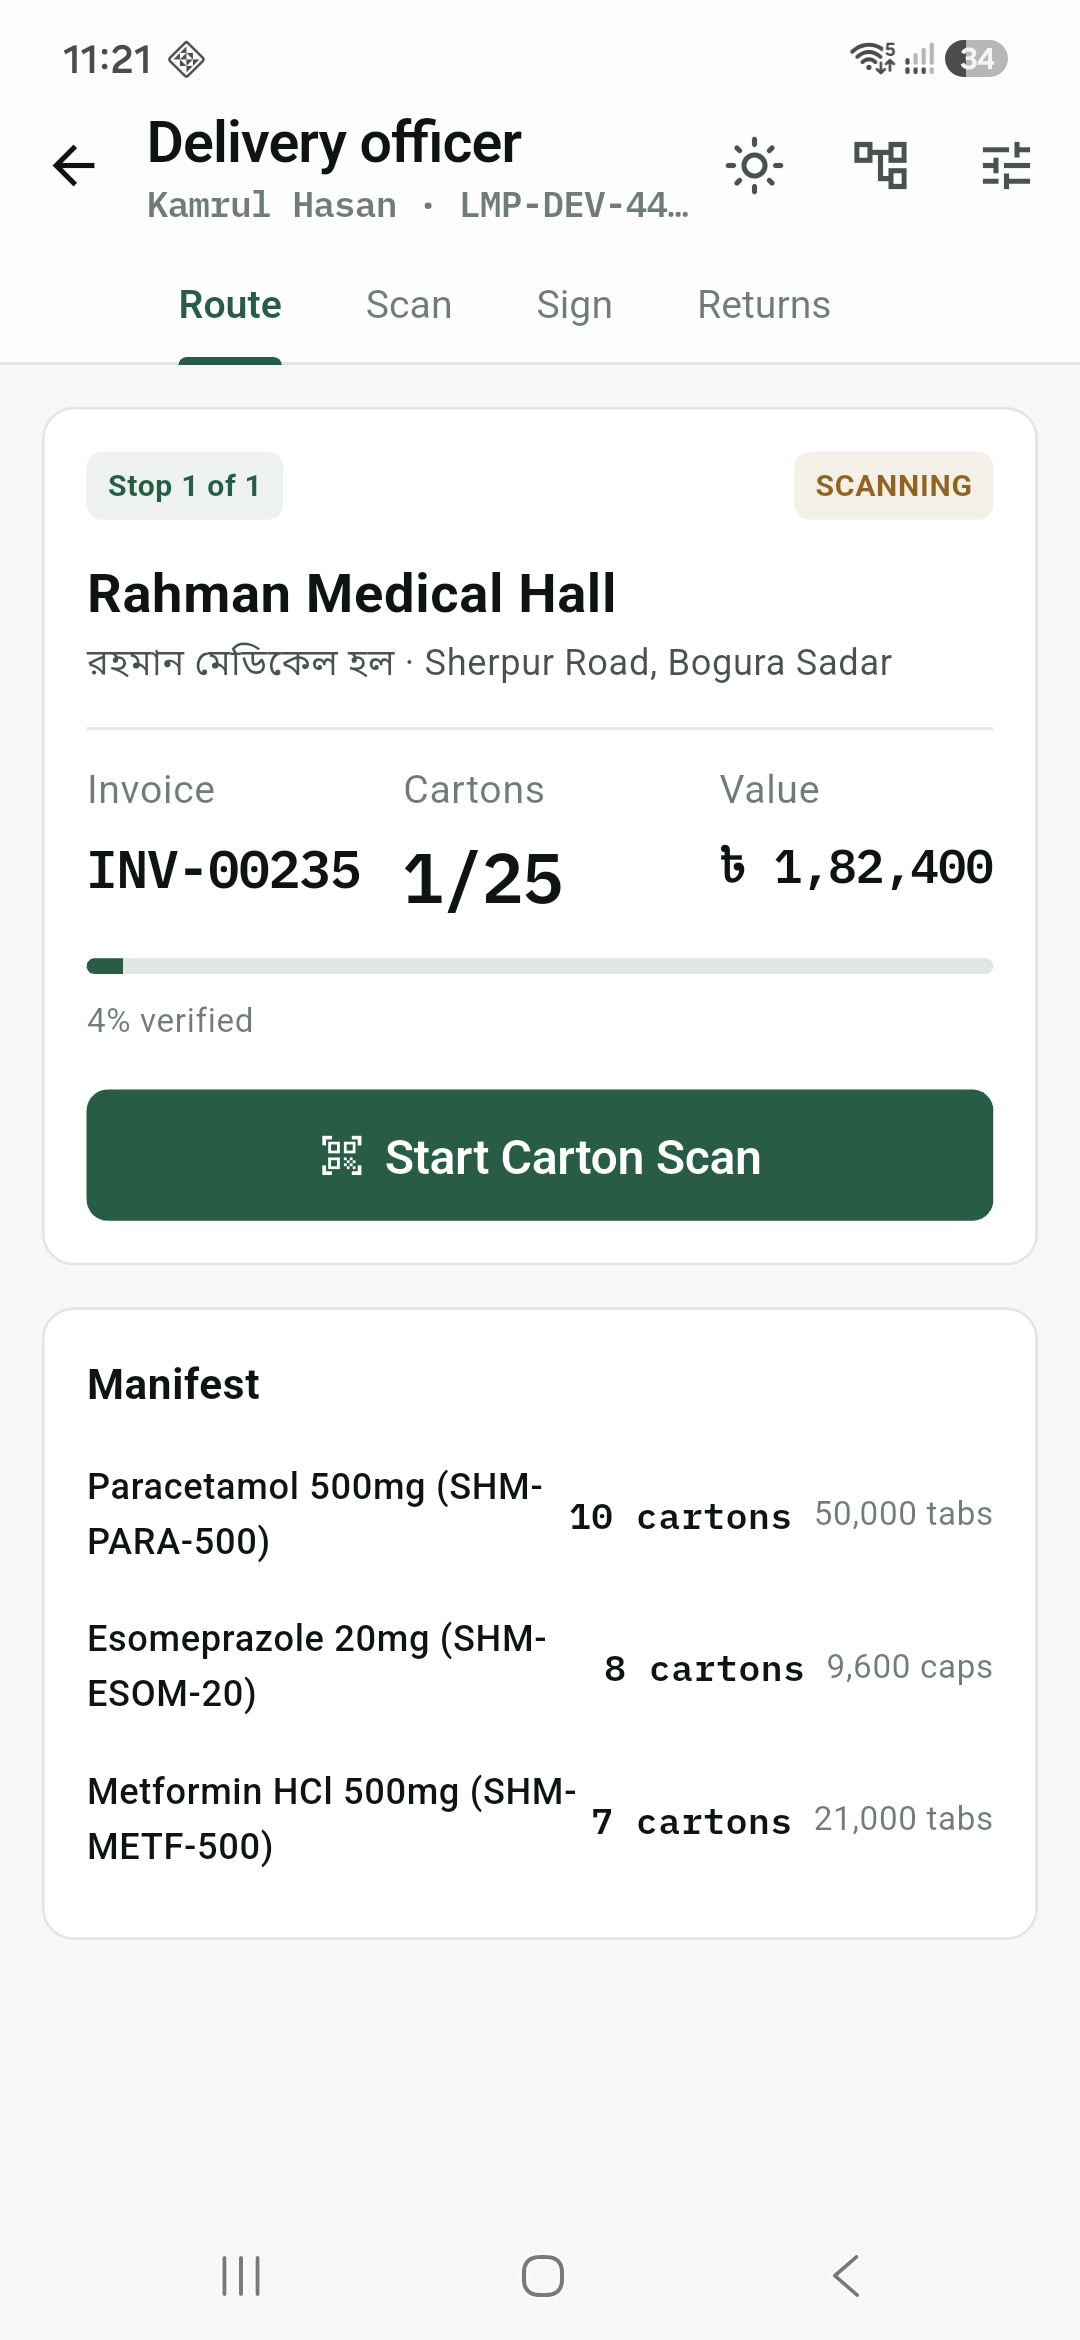 11:21
5
34
Delivery officer
Kamrul Hasan · LMP-DEV-44…
Route Scan Sign Returns
Stop 1 of 1
SCANNING
Rahman Medical Hall
রহমান মেডিকেল হল · Sherpur Road, Bogura Sadar
Invoice Cartons Value
INV-00235 1/25 ৳ 1,82,400
4% verified
Start Carton Scan
Manifest
Paracetamol 500mg (SHM-
PARA-500)
10 cartons 50,000 tabs
Esomeprazole 20mg (SHM-
ESOM-20)
8 cartons 9,600 caps
Metformin HCl 500mg (SHM-
METF-500)
7 cartons 21,000 tabs